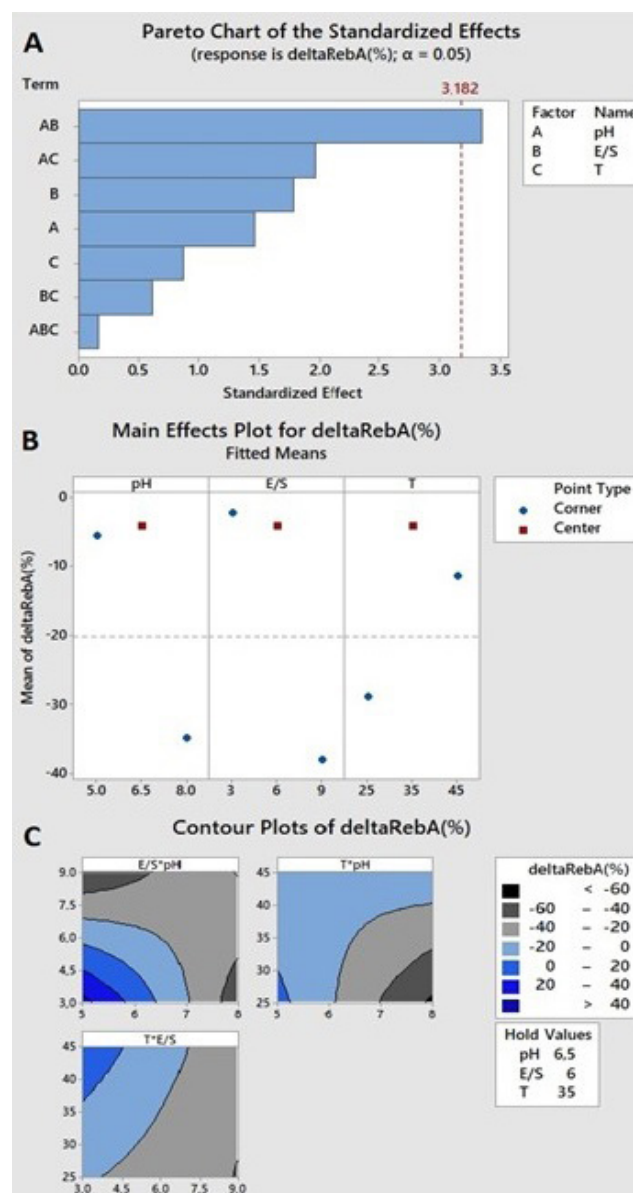 A
Pareto Chart of the Standardized Effects
(response is deltaRebA(%); α = 0.05)
Term
3,182
Factor Name
A pH
B E/S
C T
AB
AC
B
A
C
BC
ABC
0.0 0.5 1.0 1.5 2.0 2.5 3.0 3.5
Standardized Effect
B
Main Effects Plot for deltaRebA(%)
Fitted Means
pH E/S T
Point Type
Corner
Center
Mean of deltaRebA(%)
0
-10
-20
-30
-40
5.0 6.5 8.0 3 6 9 25 35 45
C
Contour Plots of deltaRebA(%)
E/S*pH
9.0
7.5
6.0
4.5
3.0
5 6 7 8
T*pH
45
40
35
30
25
5 6 7 8
deltaRebA(%)
< -60
-60 – -40
-40 – -20
-20 – 0
0 – 20
20 – 40
> 40
Hold Values
pH 6,5
E/S 6
T 35
T*E/S
45
40
35
30
25
3.0 4.5 6.0 7.5 9.0